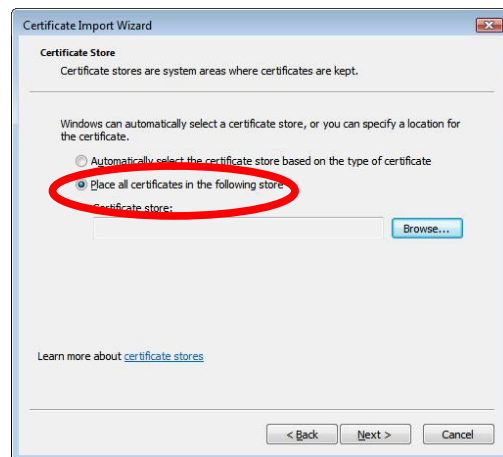 Certificate Import Wizard
Certificate Store
Certificate stores are system areas where certificates are kept.
Windows can automatically select a certificate store, or you can specify a location for
the certificate.
Automatically select the certificate store based on the type of certificate
Place all certificates in the following store
Certificate store:
Browse...
Learn more about certificate stores
< Back
Next >
Cancel